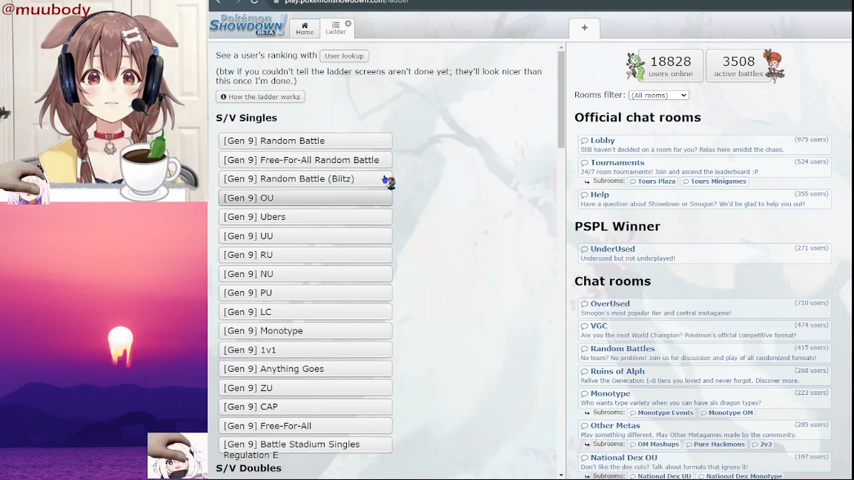 @muubody
play.pokemonshowdown.com/ladder
Pokémon
SHOWDOWN
BETA
Home
Ladder
See a user's ranking with User lookup
(btw if you couldn't tell the ladder screens aren't done yet; they'll look nicer than
this once I'm done.)
How the ladder works
S/V Singles
[Gen 9] Random Battle
[Gen 9] Free-For-All Random Battle
[Gen 9] Random Battle (Blitz)
[Gen 9] OU
[Gen 9] Ubers
[Gen 9] UU
[Gen 9] RU
[Gen 9] NU
[Gen 9] PU
[Gen 9] LC
[Gen 9] Monotype
[Gen 9] 1v1
[Gen 9] Anything Goes
[Gen 9] ZU
[Gen 9] CAP
[Gen 9] Free-For-All
[Gen 9] Battle Stadium Singles
Regulation E
S/V Doubles
18828
users online
3508
active battles
Rooms filter: (All rooms)
Official chat rooms
Lobby (975 users)
Still haven't decided on a room for you? Relax here amidst the chaos.
Tournaments (524 users)
24/7 room tournaments! Join and ascend the leaderboard :P
Subrooms: Tours Plaza Tours Minigames
Help (355 users)
Have a question about Showdown or Smogon? We'd be glad to help you out!
PSPL Winner
UnderUsed (271 users)
Underused but not underplayed!
Chat rooms
OverUsed (710 users)
Smogon's most popular tier and central metagame!
VGC (474 users)
Are you the next World Champion? Pokémon's official competitive format!
Random Battles (415 users)
No team? No problem! Join us for discussion and play of all randomized formats!
Ruins of Alph (268 users)
Relive the Generation 1-8 tiers you loved and never forgot. Discover more.
Monotype (223 users)
Who wants type variety when you can have six dragon types?
Subrooms: Monotype Events Monotype OM
Other Metas (205 users)
Play something different. Play Other Metagames made by the community.
Subrooms: OM Mashups Pure Hackmons 2v2
National Dex OU (197 users)
Don't like the dex cuts? Talk about formats that ignore it!
Subrooms: National Dex UU National Dex Monotype